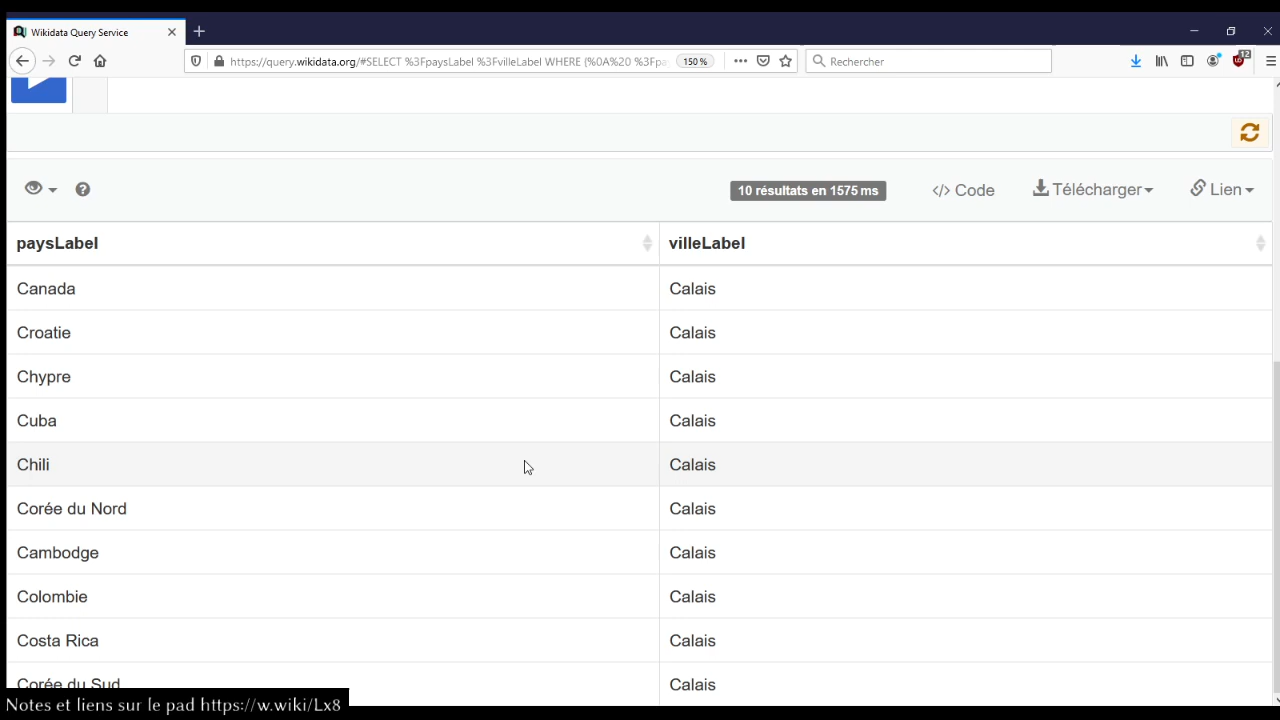 Wikidata Query Service
https://query.wikidata.org/#SELECT %3FpaysLabel %3FvilleLabel WHERE {%0A%20 %3Fpa
150 %
Rechercher
12
10 résultats en 1575 ms
</> Code
Télécharger
Lien
paysLabel villeLabel
Canada Calais
Croatie Calais
Chypre Calais
Cuba Calais
Chili Calais
Corée du Nord Calais
Cambodge Calais
Colombie Calais
Costa Rica Calais
Corée du Sud Calais
Notes et liens sur le pad https://w.wiki/Lx8